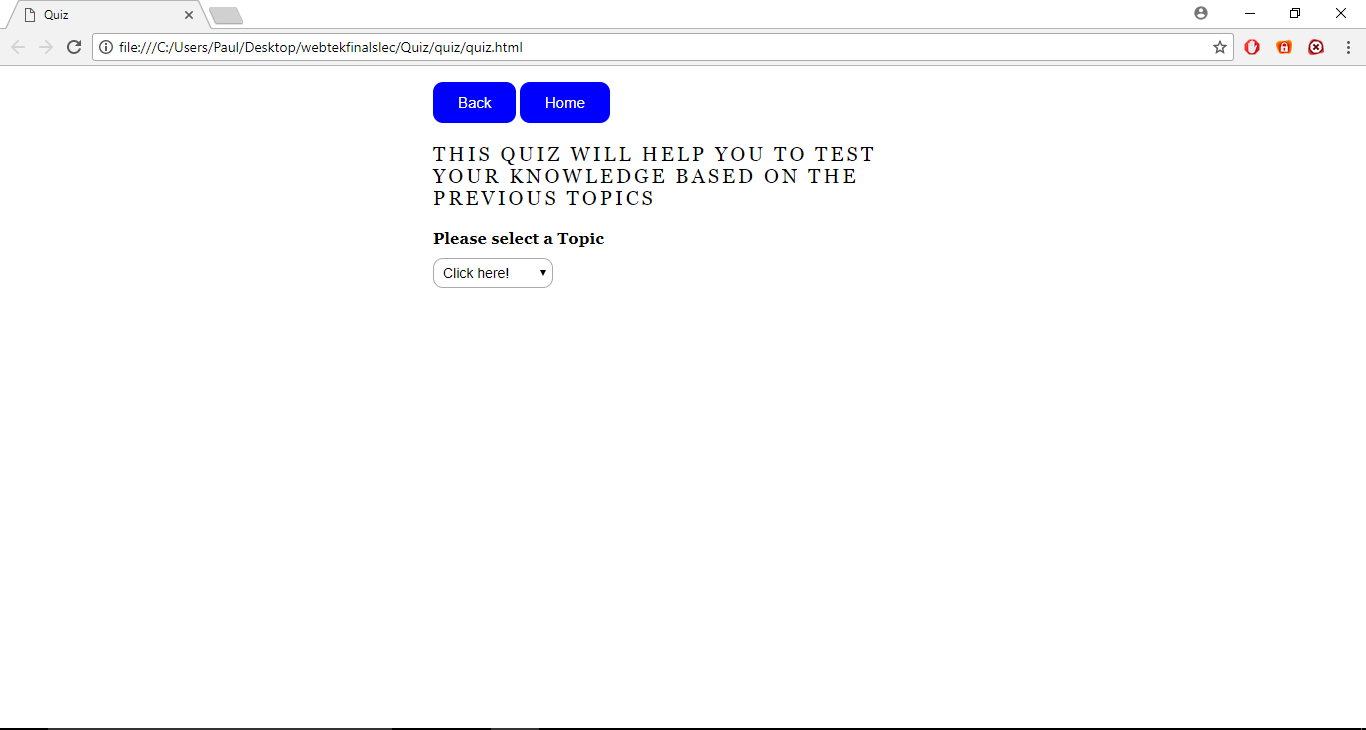 Quiz
file:///C:/Users/Paul/Desktop/webtekfinalslec/Quiz/quiz/quiz.html
Back Home
THIS QUIZ WILL HELP YOU TO TEST
YOUR KNOWLEDGE BASED ON THE
PREVIOUS TOPICS
Please select a Topic
Click here!